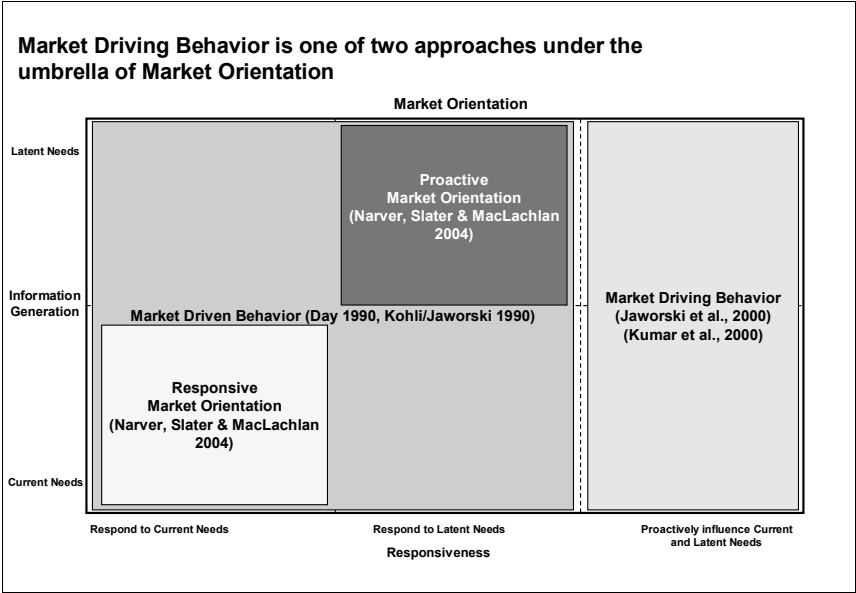 Market Driving Behavior is one of two approaches under the
umbrella of Market Orientation
Market Orientation
Latent Needs
Proactive
Market Orientation
(Narver, Slater & MacLachlan
2004)
Information
Generation
Market Driven Behavior (Day 1990, Kohli/Jaworski 1990)
Market Driving Behavior
(Jaworski et al., 2000)
(Kumar et al., 2000)
Responsive
Market Orientation
(Narver, Slater & MacLachlan
2004)
Current Needs
Respond to Current Needs
Respond to Latent Needs
Proactively influence Current
and Latent Needs
Responsiveness